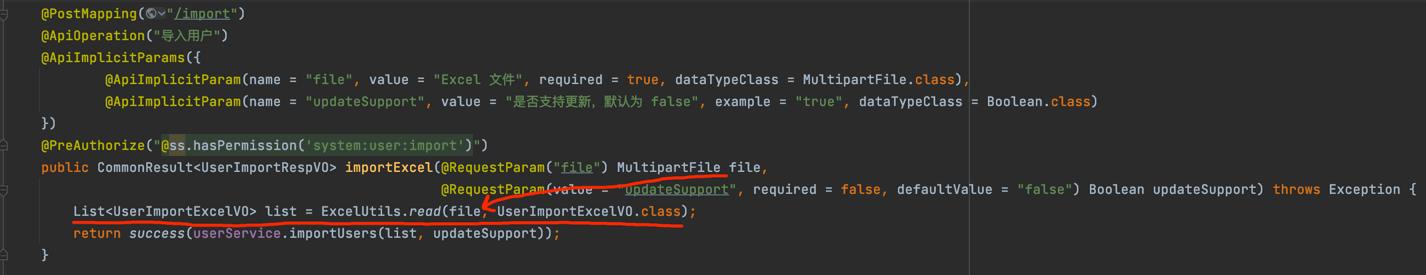 @PostMapping("/import")
@ApiOperation("导入用户")
@ApiImplicitParams({
@ApiImplicitParam(name = "file", value = "Excel 文件", required = true, dataTypeClass = MultipartFile.class),
@ApiImplicitParam(name = "updateSupport", value = "是否支持更新，默认为 false", example = "true", dataTypeClass = Boolean.class)
})
@PreAuthorize("@ss.hasPermission('system:user:import')")
public CommonResult<UserImportRespVO> importExcel(@RequestParam("file") MultipartFile file,
@RequestParam(value = "updateSupport", required = false, defaultValue = "false") Boolean updateSupport) throws Exception {
List<UserImportExcelVO> list = ExcelUtils.read(file, UserImportExcelVO.class);
return success(userService.importUsers(list, updateSupport));
}